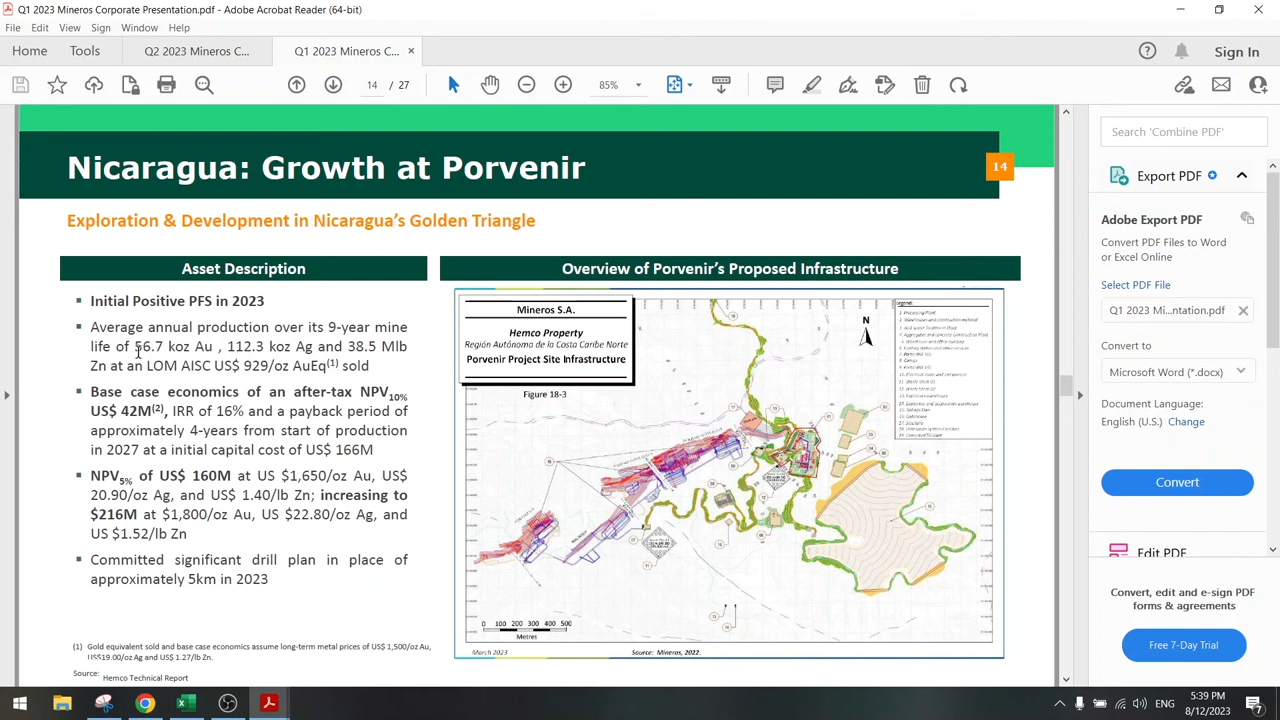 Q1 2023 Mineros Corporate Presentation.pdf - Adobe Acrobat Reader (64-bit)
File Edit View Sign Window Help
Home Tools Q2 2023 Mineros C... Q1 2023 Mineros C... × Sign In
14 / 27 85%
Nicaragua: Growth at Porvenir
14
Exploration & Development in Nicaragua's Golden Triangle
Asset Description
▪ Initial Positive PFS in 2023
▪ Average annual production over its 9-year mine
life of 56.7 koz Au , 412.3 koz Ag and 38.5 Mlb
Zn at an LOM AISC US$ 929/oz AuEq(1) sold
▪ Base case economics of an after-tax NPV10%
US$ 42M(2), IRR of 16% and a payback period of
approximately 4-years from start of production
in 2027 at a initial capital cost of US$ 166M
▪ NPV5% of US$ 160M at US $1,650/oz Au, US$
20.90/oz Ag, and US$ 1.40/lb Zn; increasing to
$216M at $1,800/oz Au, US $22.80/oz Ag, and
US $1.52/lb Zn
▪ Committed significant drill plan in place of
approximately 5km in 2023
(1) Gold equivalent sold and base case economics assume long-term metal prices of US$ 1,500/oz Au,
US$19.00/oz Ag and US$ 1.27/lb Zn.
Source: Hemco Technical Report
Overview of Porvenir's Proposed Infrastructure
Mineros S.A.
Hemco Property
Región Autónoma de la Costa Caribe Norte
Porvenir Project Site Infrastructure
Figure 18-3
N
Legend:
0 100 200 300 400 500
Metres
March 2023 Source: Mineros, 2022.
Search 'Combine PDF'
Export PDF
Adobe Export PDF
Convert PDF Files to Word
or Excel Online
Select PDF File
Q1 2023 Mi...ntation.pdf
Convert to
Microsoft Word (*.docx)
Document Language:
English (U.S.) Change
Convert
Edit PDF
Convert, edit and e-sign PDF
forms & agreements
Free 7-Day Trial
ENG
5:39 PM
8/12/2023